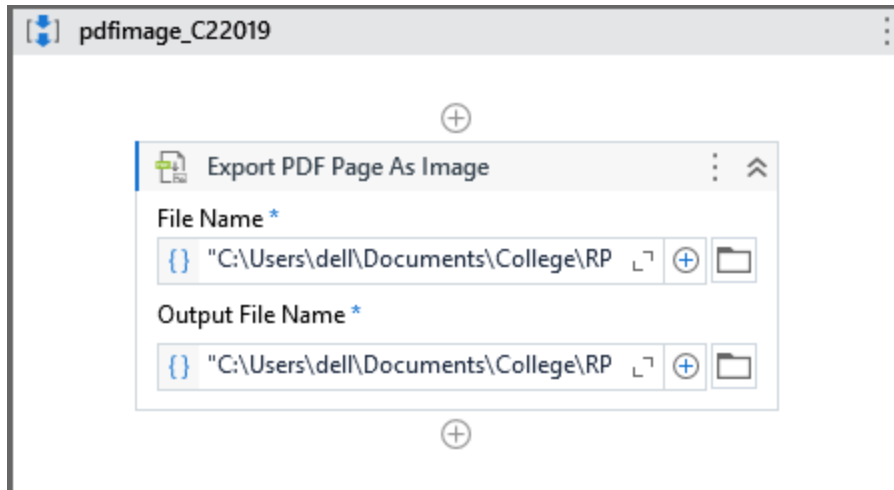 pdfimage_C22019
Export PDF Page As Image
File Name *
{} "C:\Users\dell\Documents\College\RP
Output File Name *
{} "C:\Users\dell\Documents\College\RP